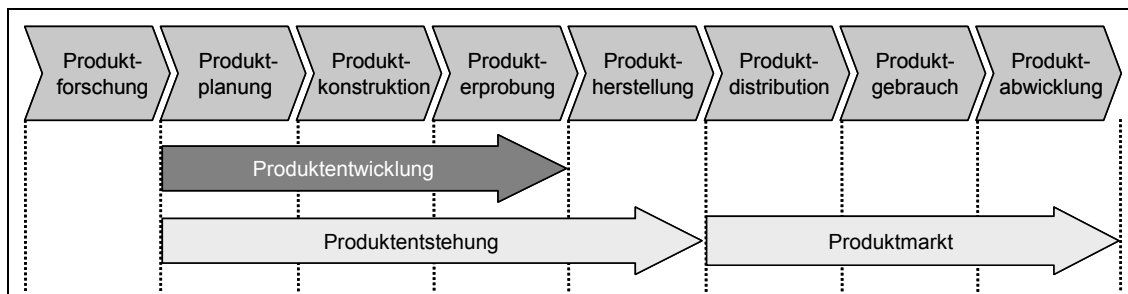 Produkt-
forschung
Produkt-
planung
Produkt-
konstruktion
Produkt-
erprobung
Produkt-
herstellung
Produkt-
distribution
Produkt-
gebrauch
Produkt-
abwicklung
Produktentwicklung
Produktentstehung
Produktmarkt